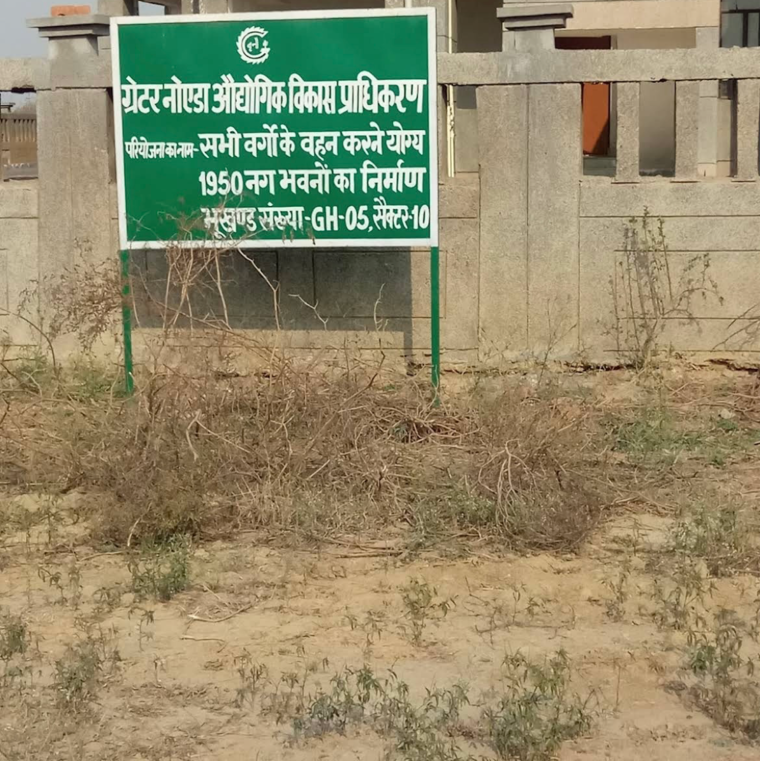 ग्रेटर नोएडा औद्योगिक विकास प्राधिकरण
परियोजना का नाम- सभी वर्गो के वहन करने योग्य
1950 नग भवनों का निर्माण
भूखण्ड संख्या-GH-05, सैक्टर-10